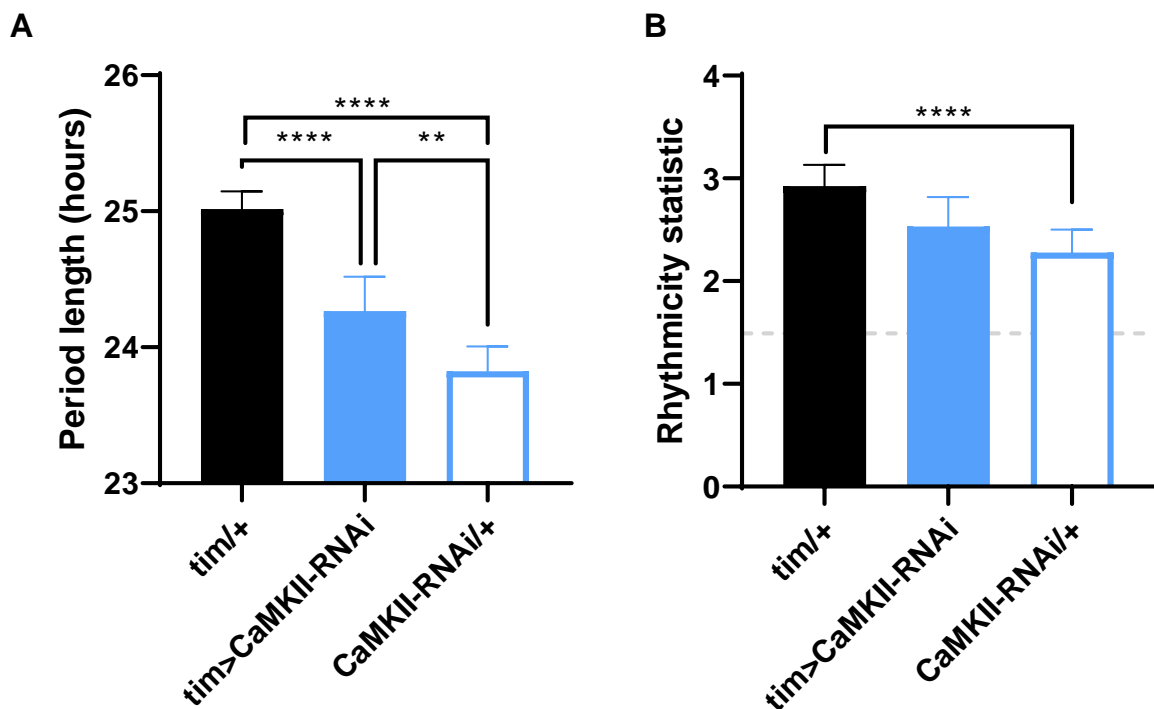 A
Period length (hours)
26
25
24
23
****
****
**
tim/+
tim>CaMKII-RNAi
CaMKII-RNAi/+
B
Rhythmicity statistic
4
3
2
1
0
****
tim/+
tim>CaMKII-RNAi
CaMKII-RNAi/+